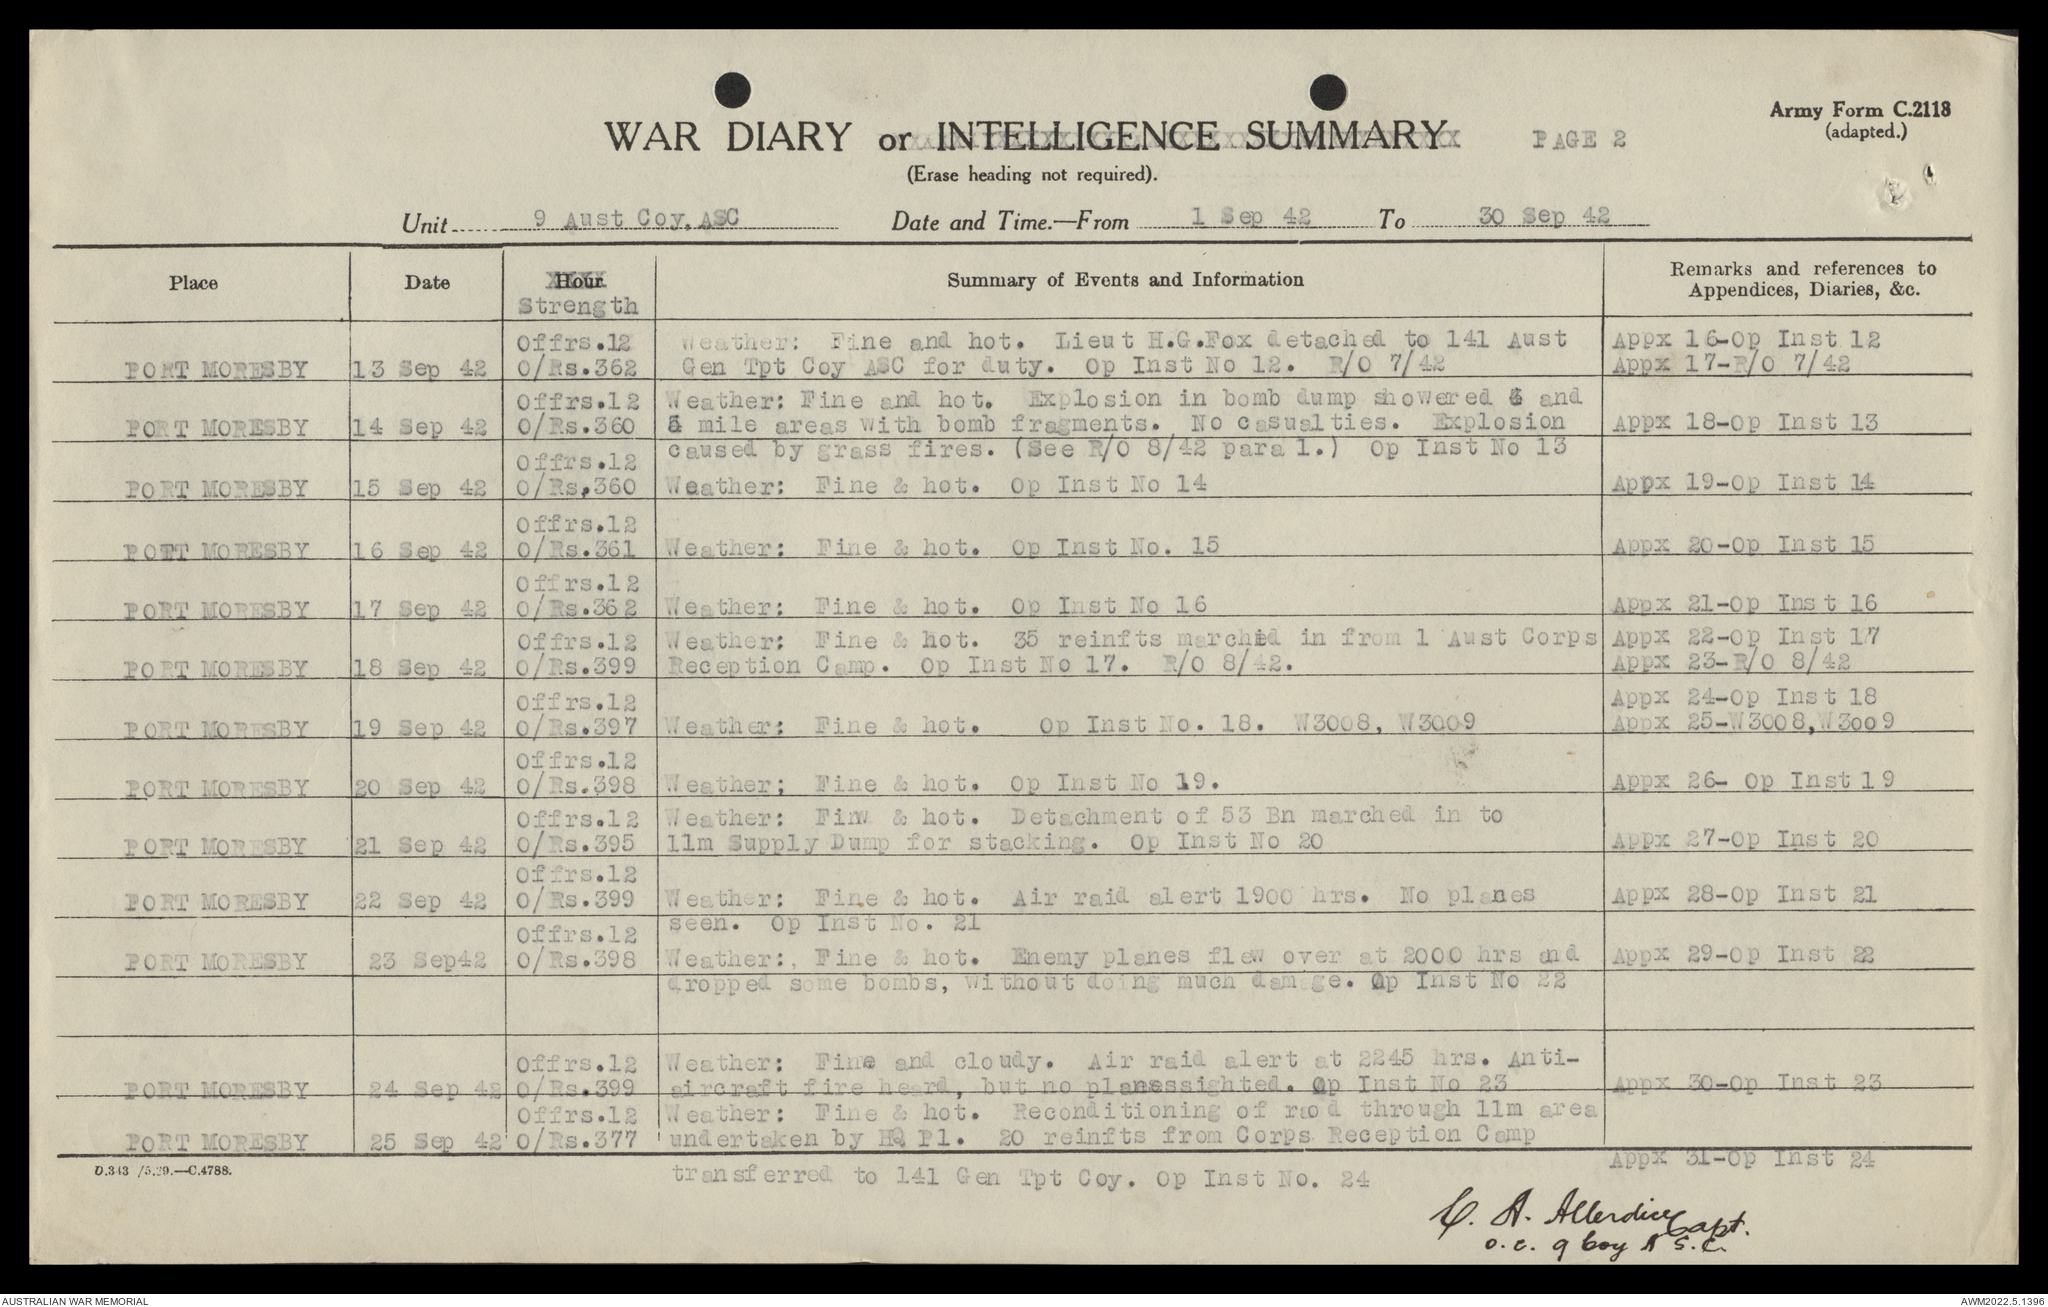 Army Form C.2118
(adapted.)
WAR DIARY or INTELLIGENCE SUMMARY PAGE 2
(Erase heading not required).
Unit 9 Aust Coy, ASC Date and Time.—From 1 Sep 42 To 30 Sep 42
Place Date Hour Summary of Events and Information Remarks and references to
Appendices, Diaries, &c.
Strength
Offrs.12 Weather: Fine and hot. Lieut H.G.Fox detached to 141 Aust Appx 16-Op Inst 12
PORT MORESBY 13 Sep 42 O/Rs.362 Gen Tpt Coy ASC for duty. Op Inst No 12. R/O 7/42 Appx 17-R/O 7/42
Offrs.12 Weather: Fine and hot. Explosion in bomb dump showered and
PORT MORESBY 14 Sep 42 O/Rs.360 5 mile areas with bomb fragments. No casualties. Explosion Appx 18-Op Inst 13
caused by grass fires. (See R/O 8/42 para 1.) Op Inst No 13
Offrs.12
PORT MORESBY 15 Sep 42 O/Rs,360 Weather: Fine & hot. Op Inst No 14 Appx 19-Op Inst 14
Offrs.12
POTT MORESBY 16 Sep 42 O/Rs.361 Weather: Fine & hot. Op Inst No. 15 Appx 20-Op Inst 15
Offrs.12
PORT MORESBY 17 Sep 42 O/Rs.362 Weather: Fine & hot. Op Inst No 16 Appx 21-Op Inst 16
Offrs.12 Weather: Fine & hot. 35 reinfts marched in from 1 Aust Corps Appx 22-Op Inst 17
PORT MORESBY 18 Sep 42 O/Rs.399 Reception Camp. Op Inst No 17. R/O 8/42. Appx 23-R/O 8/42
Offrs.12 Appx 24-Op Inst 18
PORT MORESBY 19 Sep 42 O/Rs.397 Weather: Fine & hot. Op Inst No. 18. W3008, W3009 Appx 25-W3008,W3009
Offrs.12
PORT MORESBY 20 Sep 42 O/Rs.398 Weather; Fine & hot. Op Inst No 19. Appx 26- Op Inst 19
Offrs.12 Weather: Finw & hot. Detachment of 53 Bn marched in to
PORT MORESBY 21 Sep 42 O/Rs.395 11m Supply Dump for stacking. Op Inst No 20 Appx 27-Op Inst 20
Offrs.12
PORT MORESBY 22 Sep 42 O/Rs.399 Weather: Fine & hot. Air raid alert 1900 hrs. No planes Appx 28-Op Inst 21
seen. Op Inst No. 21
Offrs.12
PORT MORESBY 23 Sep42 O/Rs.398 Weather:, Fine & hot. Enemy planes flew over at 2000 hrs and Appx 29-Op Inst 22
dropped some bombs, without doing much damage. Op Inst No 22
Offrs.12 Weather: Fine and cloudy. Air raid alert at 2245 hrs. Anti-
PORT MORESBY 24 Sep 42 O/Rs.399 aircraft fire heard, but no planessighted. Op Inst No 23 Appx 30-Op Inst 23
Offrs.12 Weather: Fine & hot. Reconditioning of raod through 11m area
PORT MORESBY 25 Sep 42 O/Rs.377 undertaken by HQ Pl. 20 reinfts from Corps Reception Camp
transferred to 141 Gen Tpt Coy. Op Inst No. 24 Appx 31-Op Inst 24
D.343 /5.39.—C.4788.
C. A. Allerdice Capt.
O.C. 9 Coy A S.C.
AUSTRALIAN WAR MEMORIAL AWM2022.5.1396